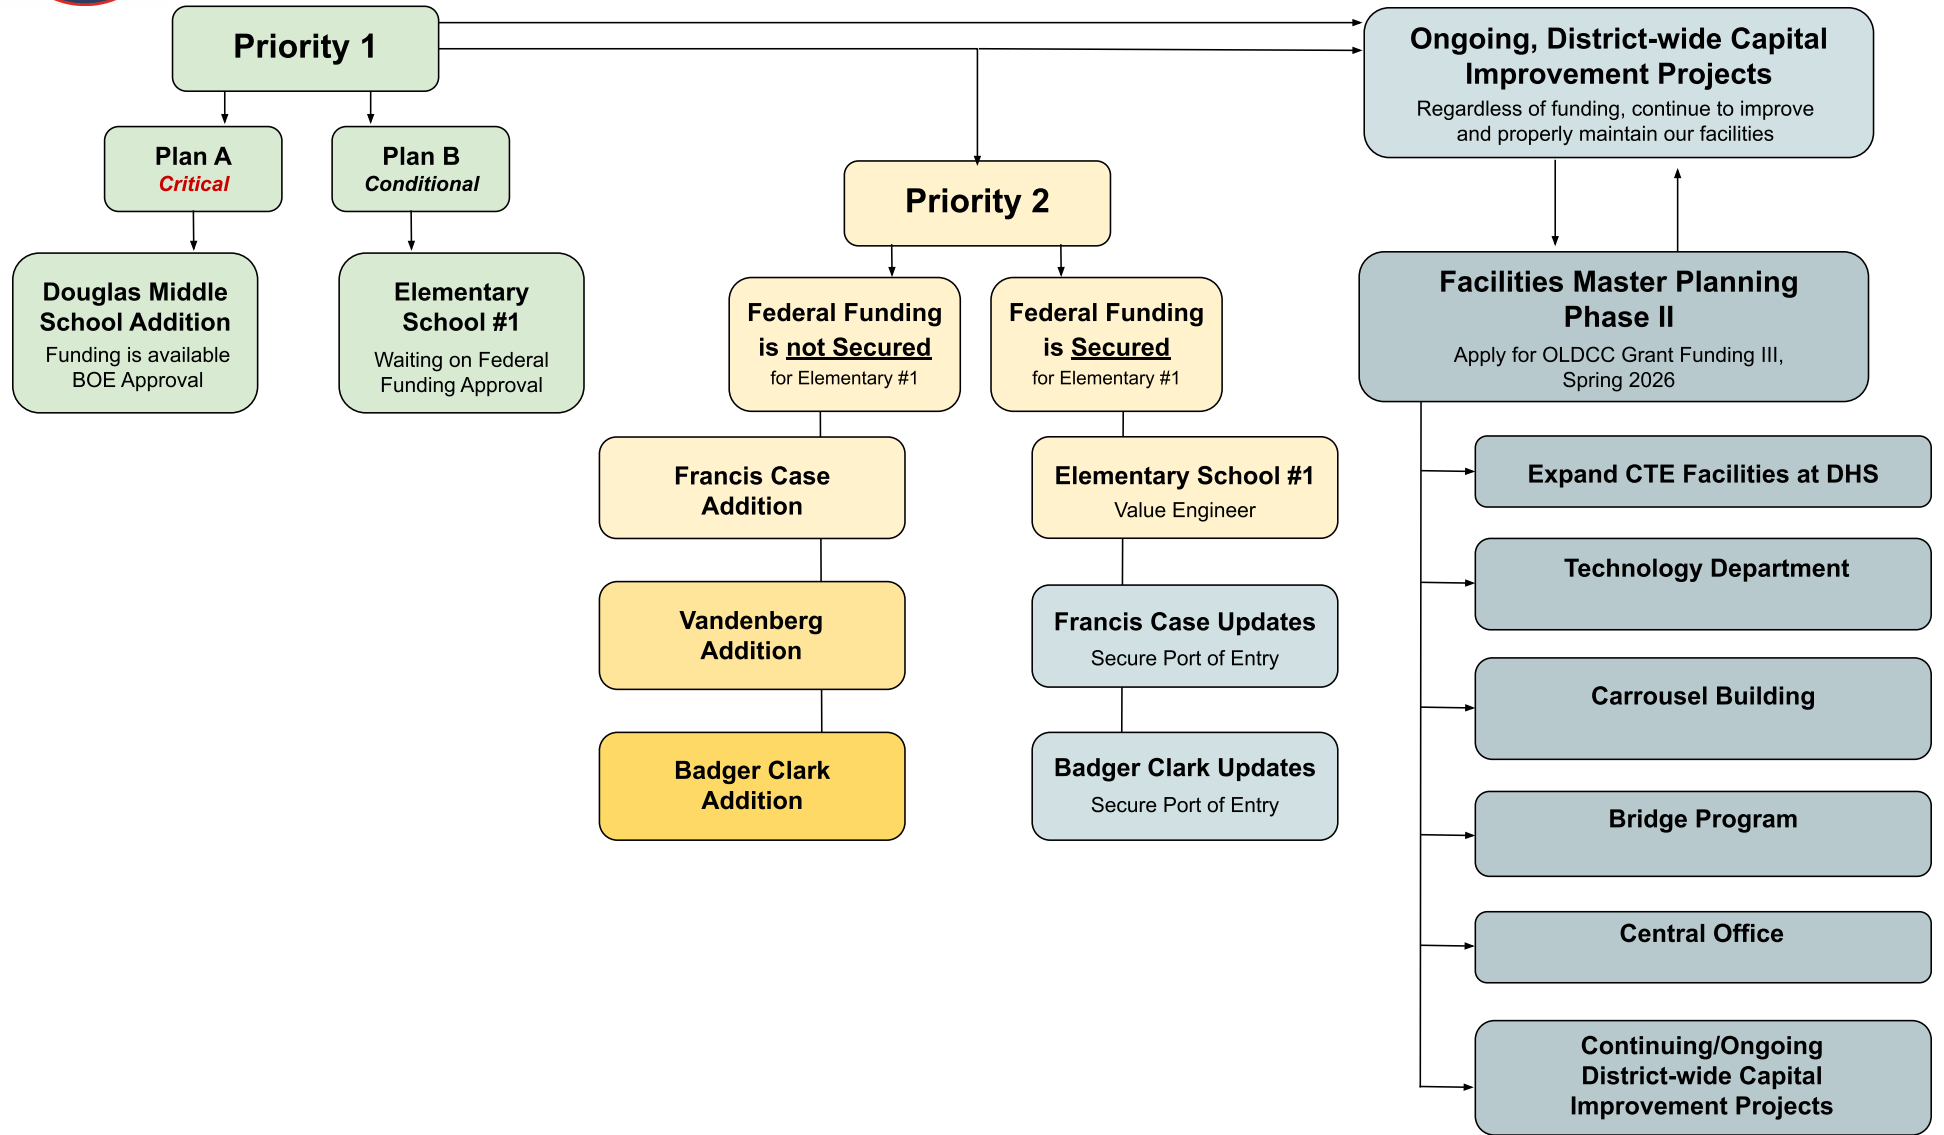 Priority 1
Plan A
Critical
Plan B
Conditional
Douglas Middle
School Addition
Funding is available
BOE Approval
Elementary
School #1
Waiting on Federal
Funding Approval
Priority 2
Federal Funding
is not Secured
for Elementary #1
Federal Funding
is Secured
for Elementary #1
Francis Case
Addition
Vandenberg
Addition
Badger Clark
Addition
Elementary School #1
Value Engineer
Francis Case Updates
Secure Port of Entry
Badger Clark Updates
Secure Port of Entry
Ongoing, District-wide Capital
Improvement Projects
Regardless of funding, continue to improve
and properly maintain our facilities
Facilities Master Planning
Phase II
Apply for OLDCC Grant Funding III,
Spring 2026
Expand CTE Facilities at DHS
Technology Department
Carrousel Building
Bridge Program
Central Office
Continuing/Ongoing
District-wide Capital
Improvement Projects